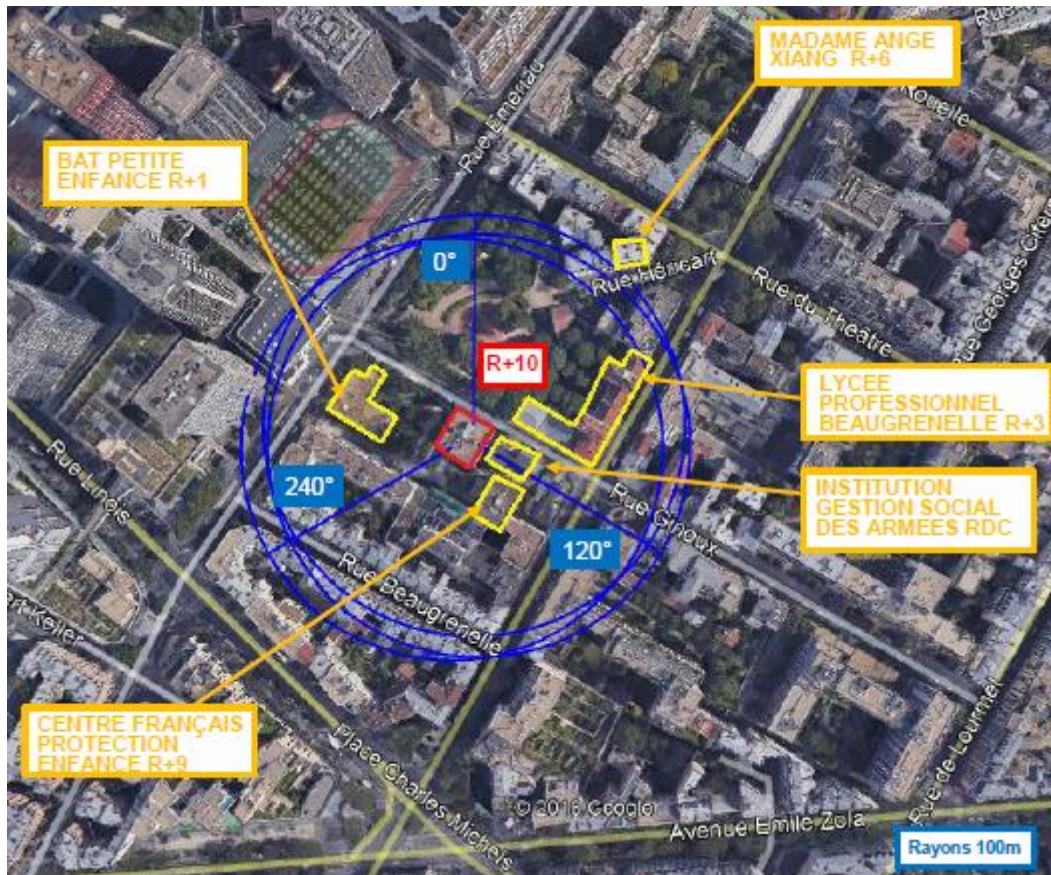 MADAME ANGE
XIANG R+6
Rue Emeriau
Rouelle
BAT PETITE
ENFANCE R+1
0°
Rue Héricart
Rue du Théatre
R+10
LYCEE
PROFESSIONNEL
BEAUGRENELLE R+3
Rue Linois
240°
INSTITUTION
GESTION SOCIAL
DES ARMEES RDC
120°
Rue Ginoux
Rue Beaugrenelle
CENTRE FRANÇAIS
PROTECTION
ENFANCE R+9
Place Charles Michels
Rue de Lourmel
© 2016 Google
Avenue Emile Zola
Rayons 100m